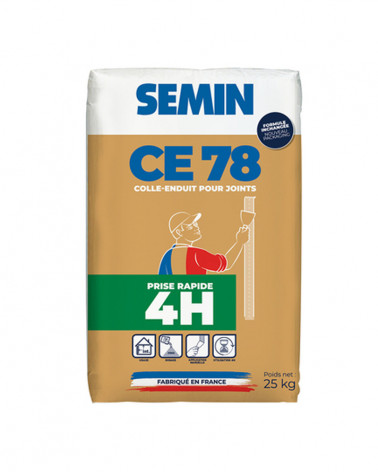 SEMIN
FORMULE
INCHANGÉE
NOUVEAU
PACKAGING
CE 78
COLLE-ENDUIT POUR JOINTS
PRISE RAPIDE
4H
FABRIQUÉ EN FRANCE
Poids net :
25 kg